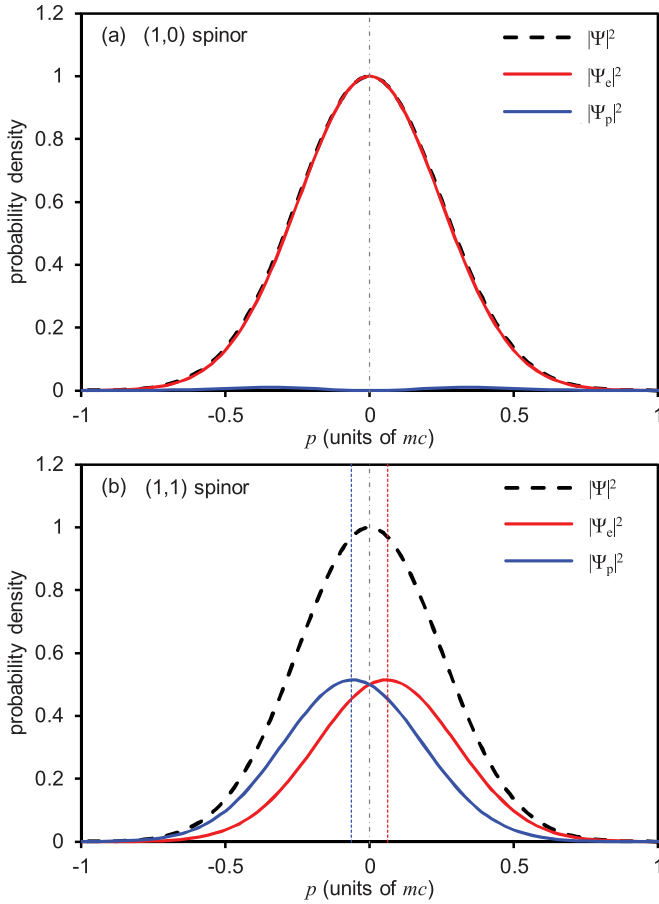 1.2
(a) (1,0) spinor
|Ψ|²
|Ψₑ|²
|Ψₚ|²
1
0.8
0.6
0.4
0.2
0
probability density
-1 -0.5 0 0.5 1
p (units of mc)
1.2
(b) (1,1) spinor
|Ψ|²
|Ψₑ|²
|Ψₚ|²
1
0.8
0.6
0.4
0.2
0
probability density
-1 -0.5 0 0.5 1
p (units of mc)